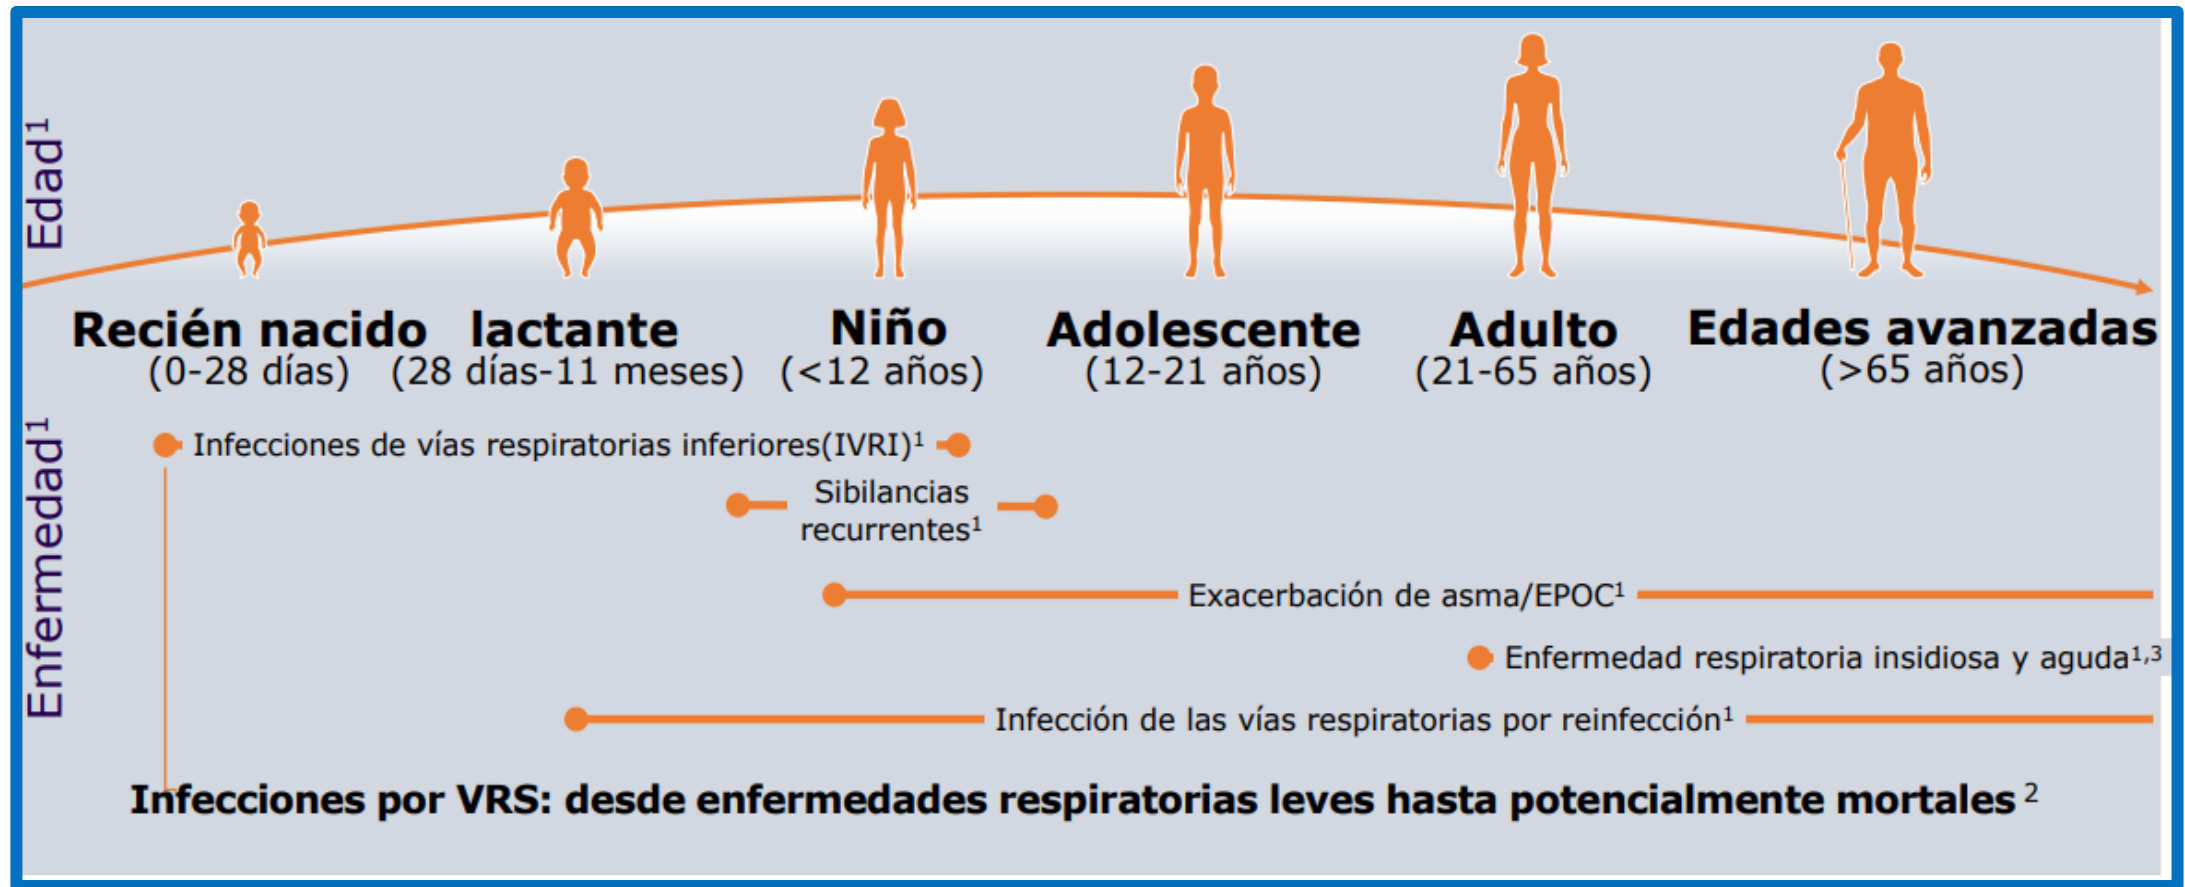 Edad¹
Recién nacido
(0-28 días)
lactante
(28 días-11 meses)
Niño
(<12 años)
Adolescente
(12-21 años)
Adulto
(21-65 años)
Edades avanzadas
(>65 años)
Enfermedad¹
Infecciones de vías respiratorias inferiores(IVRI)¹
Sibilancias
recurrentes¹
Exacerbación de asma/EPOC¹
Enfermedad respiratoria insidiosa y aguda¹,³
Infección de las vías respiratorias por reinfección¹
Infecciones por VRS: desde enfermedades respiratorias leves hasta potencialmente mortales ²